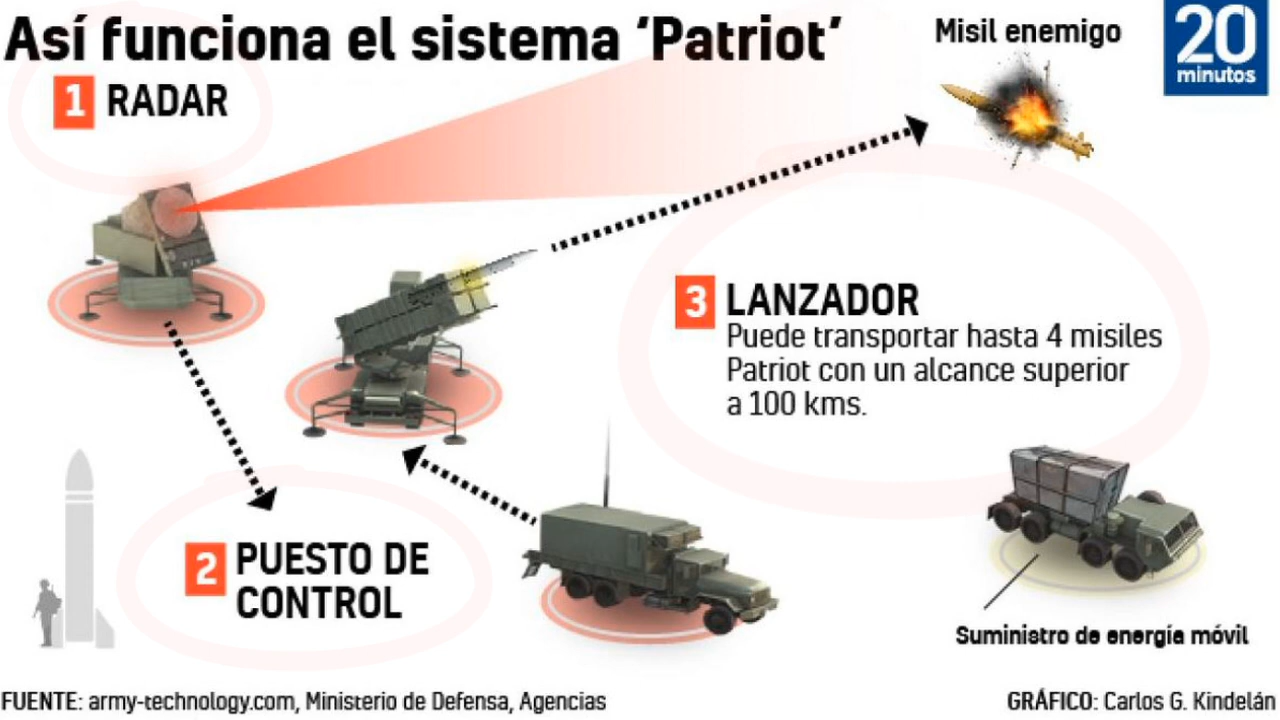 Así funciona el sistema ‘Patriot’
Misil enemigo
20
minutos
1 RADAR
3 LANZADOR
Puede transportar hasta 4 misiles
Patriot con un alcance superior
a 100 kms.
2 PUESTO DE
CONTROL
Suministro de energía móvil
FUENTE: army-technology.com, Ministerio de Defensa, Agencias
GRÁFICO: Carlos G. Kindelán